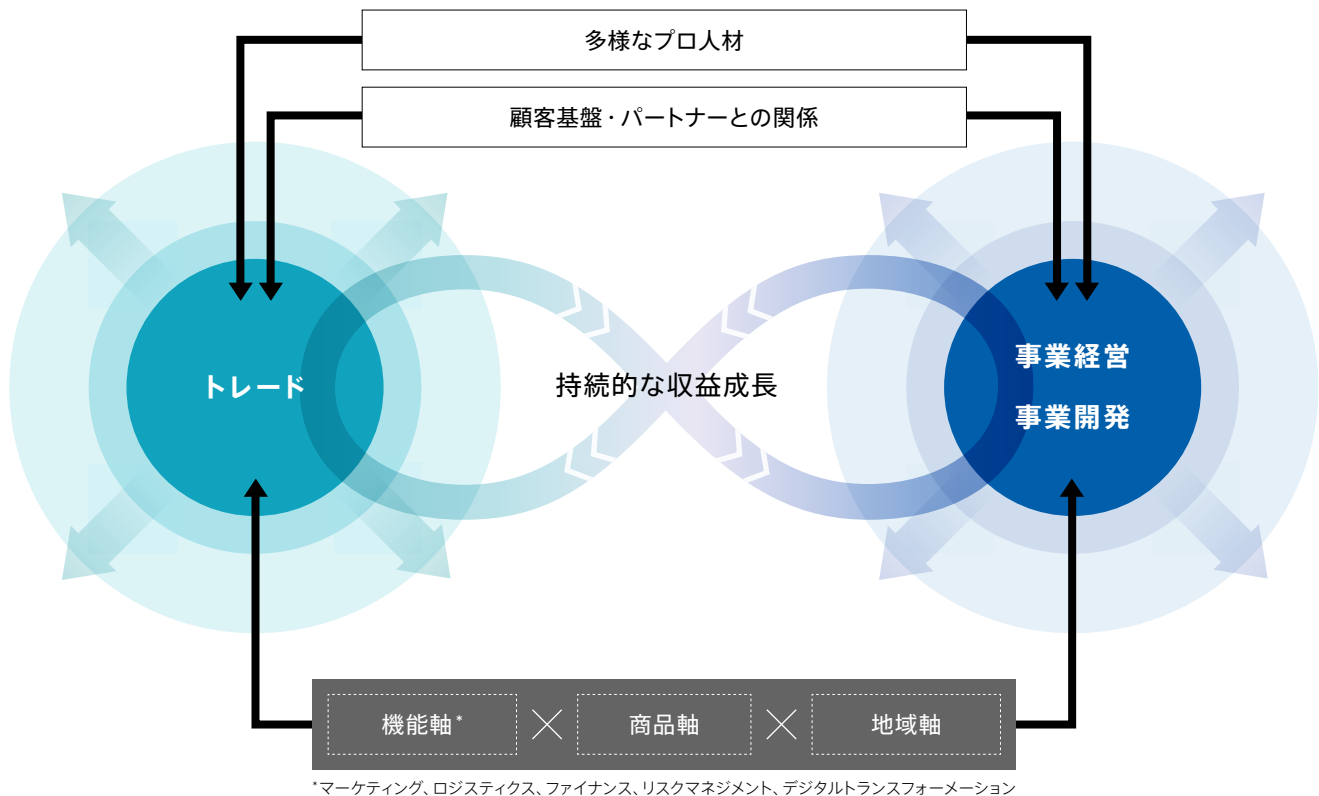 多様なプロ人材
顧客基盤・パートナーとの関係
トレード
持続的な収益成長
事業経営
事業開発
機能軸* × 商品軸 × 地域軸
*マーケティング、ロジスティクス、ファイナンス、リスクマネジメント、デジタルトランスフォーメーション